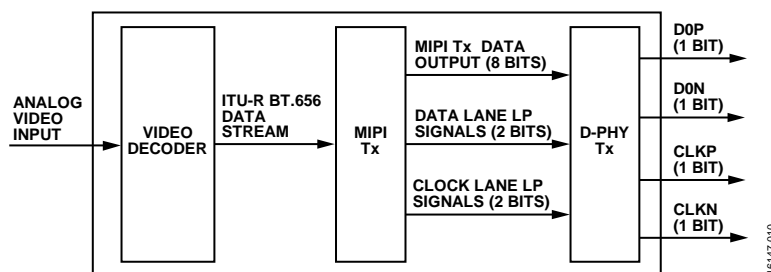 ANALOG
VIDEO
INPUT
VIDEO
DECODER
ITU-R BT.656
DATA
STREAM
MIPI
Tx
MIPI Tx DATA
OUTPUT (8 BITS)
DATA LANE LP
SIGNALS (2 BITS)
CLOCK LANE LP
SIGNALS (2 BITS)
D-PHY
Tx
D0P
(1 BIT)
D0N
(1 BIT)
CLKP
(1 BIT)
CLKN
(1 BIT)